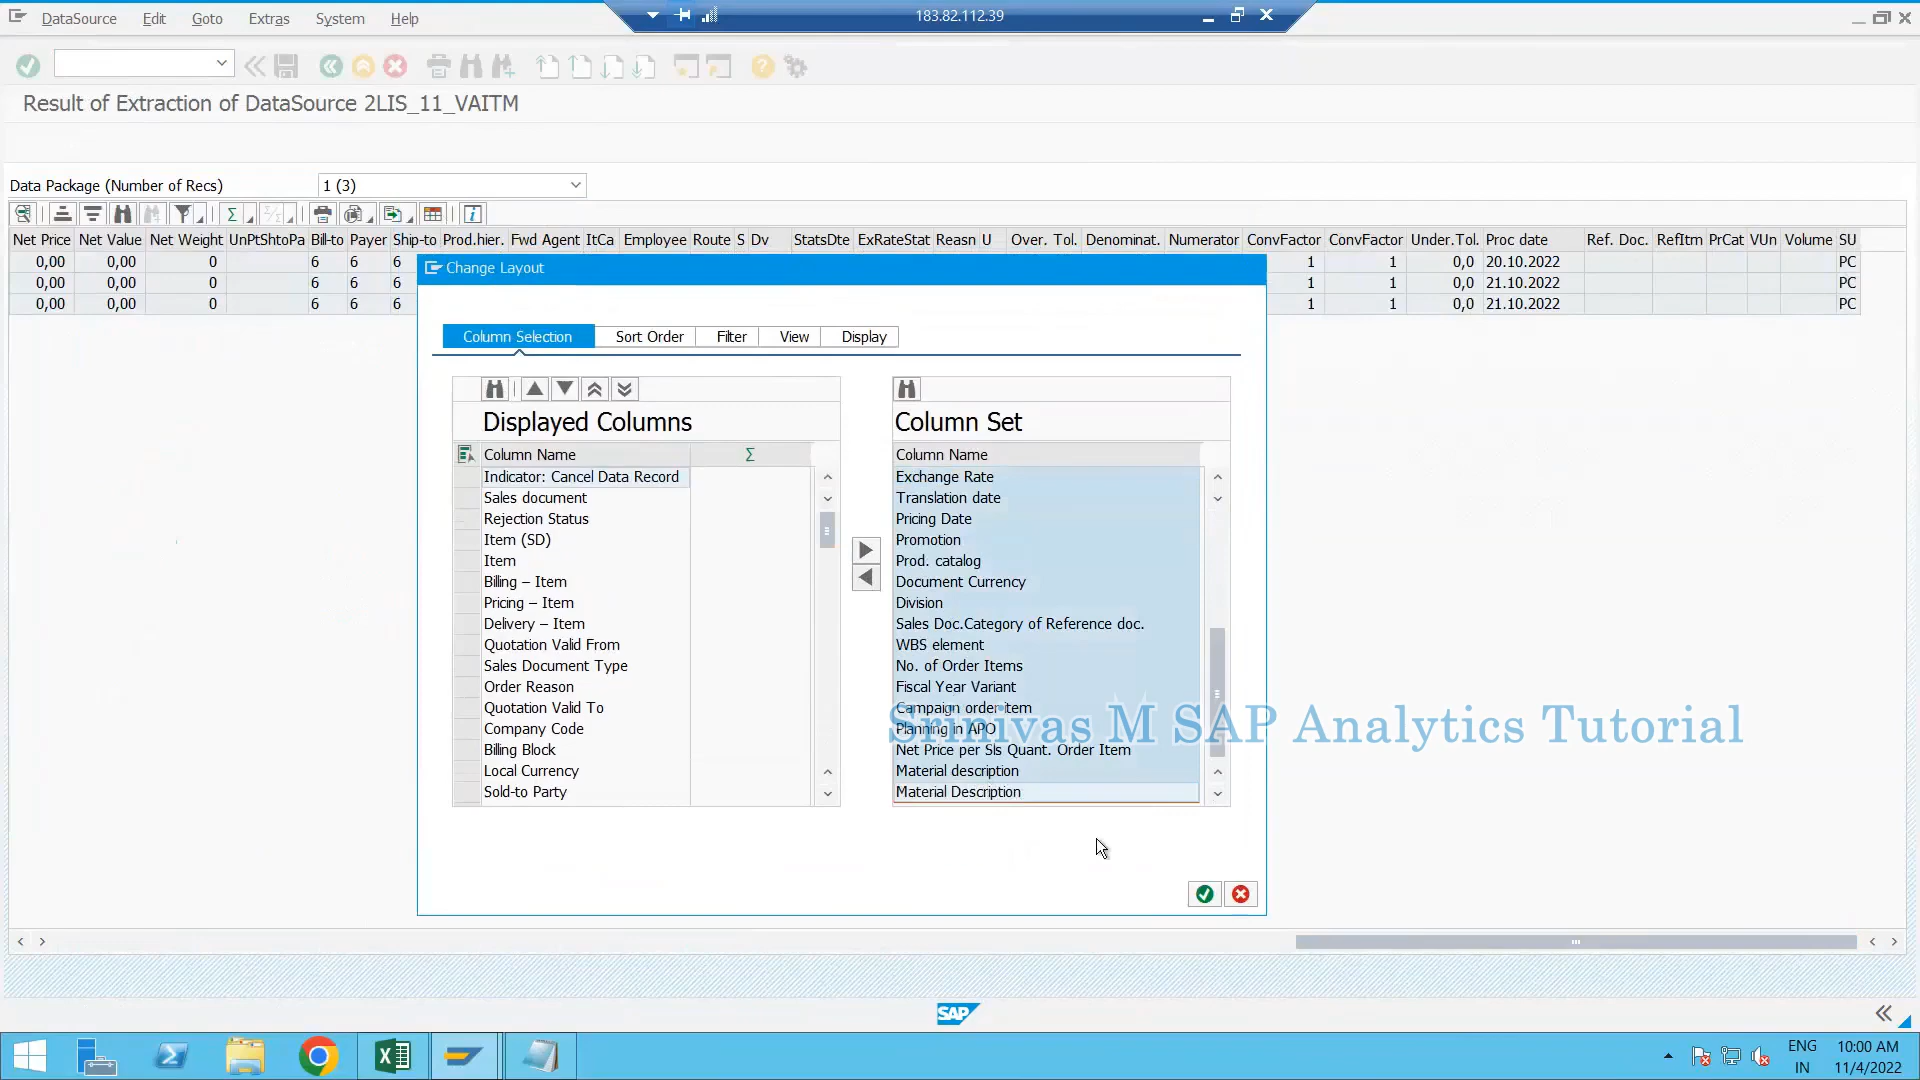 DataSource Edit Goto Extras System Help
183.82.112.39
Result of Extraction of DataSource 2LIS_11_VAITM
Data Package (Number of Recs) 1 (3)
Net Price Net Value Net Weight UnPtShtoPa Bill-to Payer Ship-to Prod.hier. Fwd Agent ItCa Employee Route S Dv StatsDte ExRateStat Reasn U Over. Tol. Denominat. Numerator ConvFactor ConvFactor Under.Tol. Proc date Ref. Doc. RefItm PrCat VUn Volume SU
0,00 0,00 0 6 6 6 1 1 0,0 20.10.2022 PC
0,00 0,00 0 6 6 6 1 1 0,0 21.10.2022 PC
0,00 0,00 0 6 6 6 1 1 0,0 21.10.2022 PC
Change Layout
Column Selection Sort Order Filter View Display
Displayed Columns
Column Name Σ
Indicator: Cancel Data Record
Sales document
Rejection Status
Item (SD)
Item
Billing – Item
Pricing – Item
Delivery – Item
Quotation Valid From
Sales Document Type
Order Reason
Quotation Valid To
Company Code
Billing Block
Local Currency
Sold-to Party
Column Set
Column Name
Exchange Rate
Translation date
Pricing Date
Promotion
Prod. catalog
Document Currency
Division
Sales Doc.Category of Reference doc.
WBS element
No. of Order Items
Fiscal Year Variant
Campaign order item
Planning in APO
Net Price per Sls Quant. Order Item
Material description
Material Description
Srinivas M SAP Analytics Tutorial
SAP
ENG
IN
10:00 AM
11/4/2022